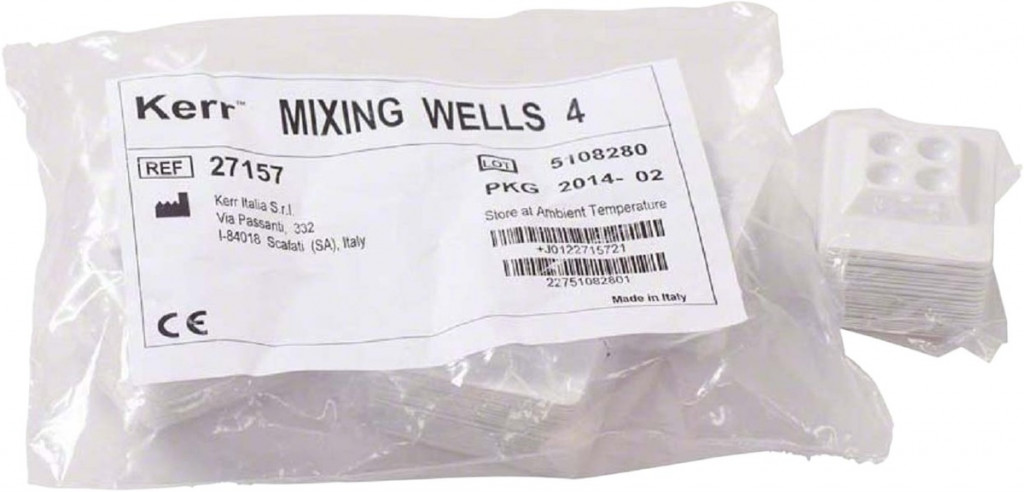 Kerr™ MIXING WELLS 4
REF 27157
Kerr Italia S.r.l.
Via Passanti, 332
I-84018 Scafati (SA), Italy
LOT 5108280
PKG 2014-02
Store at Ambient Temperature
+J0122715721
22751082801
Made in Italy
CE